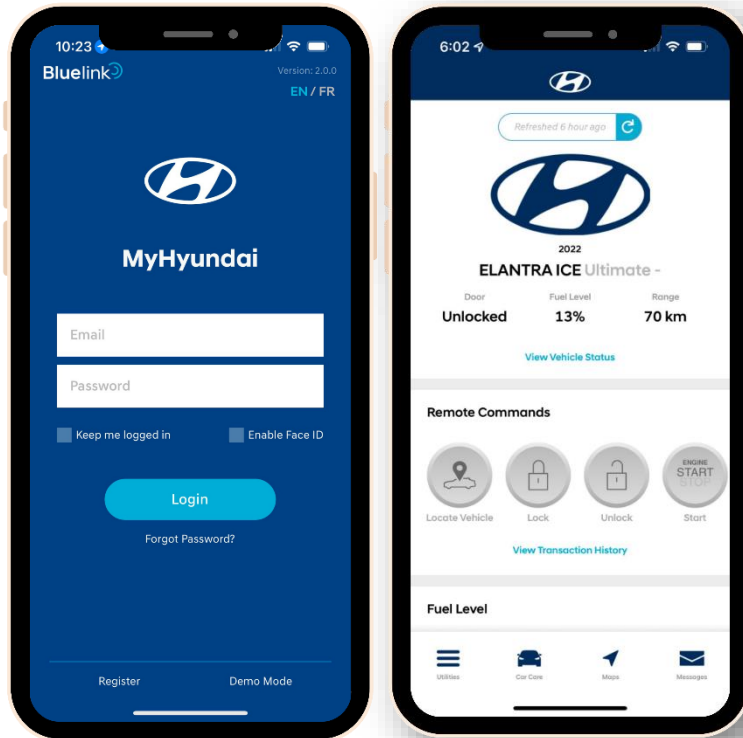 10:23
Bluelink
Version: 2.0.0
EN / FR
MyHyundai
Email
Password
Keep me logged in
Enable Face ID
Login
Forgot Password?
Register
Demo Mode
6:02
Refreshed 6 hour ago
2022
ELANTRA ICE Ultimate -
Door
Fuel Level
Range
Unlocked
13%
70 km
View Vehicle Status
Remote Commands
ENGINE
START
STOP
Locate Vehicle
Lock
Unlock
Start
View Transaction History
Fuel Level
Utilities
Car Care
Maps
Messages